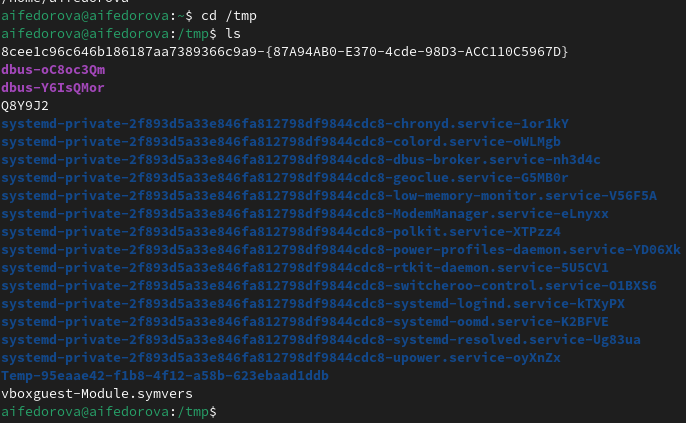 /home/aifedorova
aifedorova@aifedorova:~$ cd /tmp
aifedorova@aifedorova:/tmp$ ls
8cee1c96c646b186187aa7389366c9a9-{87A94AB0-E370-4cde-98D3-ACC110C5967D}
dbus-oC8oc3Qm
dbus-Y6IsQMor
Q8Y9J2
systemd-private-2f893d5a33e846fa812798df9844cdc8-chronyd.service-1or1kY
systemd-private-2f893d5a33e846fa812798df9844cdc8-colord.service-oWLMgb
systemd-private-2f893d5a33e846fa812798df9844cdc8-dbus-broker.service-nh3d4c
systemd-private-2f893d5a33e846fa812798df9844cdc8-geoclue.service-G5MB0r
systemd-private-2f893d5a33e846fa812798df9844cdc8-low-memory-monitor.service-V56F5A
systemd-private-2f893d5a33e846fa812798df9844cdc8-ModemManager.service-eLnyxx
systemd-private-2f893d5a33e846fa812798df9844cdc8-polkit.service-XTPzz4
systemd-private-2f893d5a33e846fa812798df9844cdc8-power-profiles-daemon.service-YD06Xk
systemd-private-2f893d5a33e846fa812798df9844cdc8-rtkit-daemon.service-5U5CV1
systemd-private-2f893d5a33e846fa812798df9844cdc8-switcheroo-control.service-O1BXSG
systemd-private-2f893d5a33e846fa812798df9844cdc8-systemd-logind.service-kTXyPX
systemd-private-2f893d5a33e846fa812798df9844cdc8-systemd-oomd.service-K2BFVE
systemd-private-2f893d5a33e846fa812798df9844cdc8-systemd-resolved.service-Ug83ua
systemd-private-2f893d5a33e846fa812798df9844cdc8-upower.service-oyXnZx
Temp-95eaae42-f1b8-4f12-a58b-623ebaad1ddb
vboxguest-Module.symvers
aifedorova@aifedorova:/tmp$